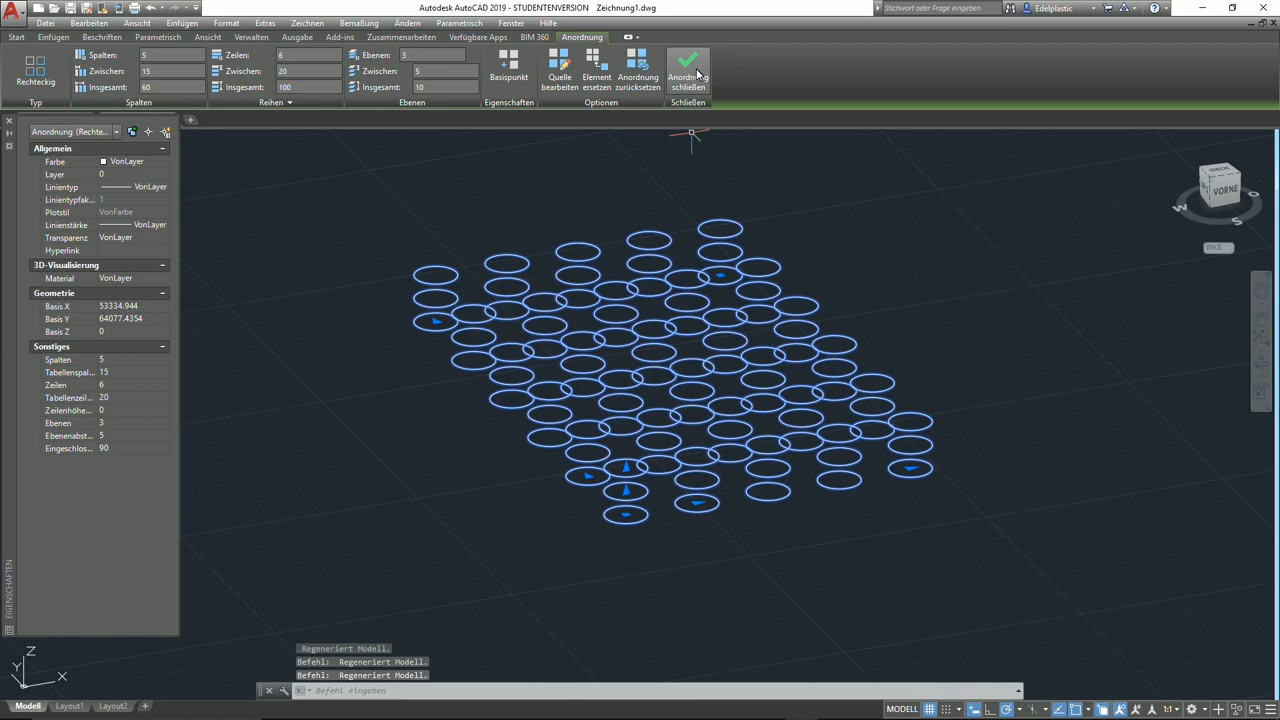 Autodesk AutoCAD 2019 - STUDENTENVERSION Zeichnung1.dwg
Stichwort oder Frage eingeben
Edelplastic
Datei Bearbeiten Ansicht Einfügen Format Extras Zeichnen Bemaßung Ändern Parametrisch Fenster Hilfe
Start Einfügen Beschriften Parametrisch Ansicht Verwalten Ausgabe Add-ins Zusammenarbeiten Verfügbare Apps BIM 360 Anordnung
Rechteckig
Typ
Spalten: 5
Zwischen: 15
Insgesamt: 60
Spalten
Zeilen: 6
Zwischen: 20
Insgesamt: 100
Reihen
Ebenen: 3
Zwischen: 5
Insgesamt: 10
Ebenen
Basispunkt
Eigenschaften
Quelle bearbeiten
Element ersetzen
Anordnung zurücksetzen
Optionen
Anordnung schließen
Schließen
Anordnung (Rechte...
Allgemein
Farbe VonLayer
Layer 0
Linientyp VonLayer
Linientypfak... 1
Plotstil VonFarbe
Linienstärke VonLayer
Transparenz VonLayer
Hyperlink
3D-Visualisierung
Material VonLayer
Geometrie
Basis X 53334.944
Basis Y 64077.4354
Basis Z 0
Sonstiges
Spalten 5
Tabellenspal... 15
Zeilen 6
Tabellenzeil... 20
Zeilenhöhe... 0
Ebenen 3
Ebenenabst... 5
Eingeschlos... 90
EIGENSCHAFTEN
OBEN
VORNE
W
S
O
WKS
Z
Y
X
Regeneriert Modell.
Befehl: Regeneriert Modell.
Befehl: Regeneriert Modell.
Befehl eingeben
Modell Layout1 Layout2 +
MODELL
1:1